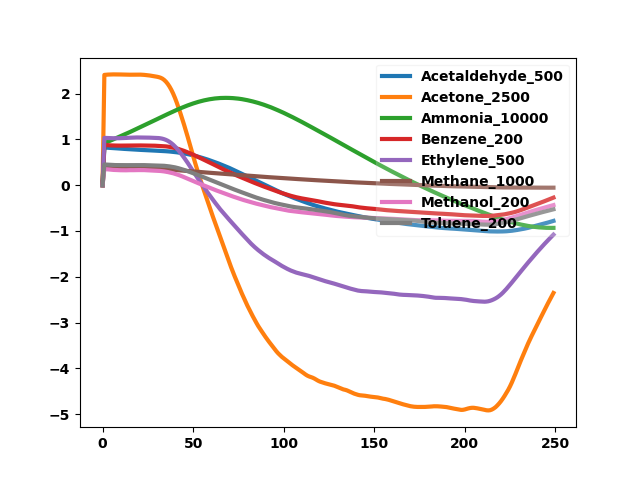 Acetaldehyde_500
Acetone_2500
Ammonia_10000
Benzene_200
Ethylene_500
Methane_1000
Methanol_200
Toluene_200
2
1
0
−1
−2
−3
−4
−5
0 50 100 150 200 250